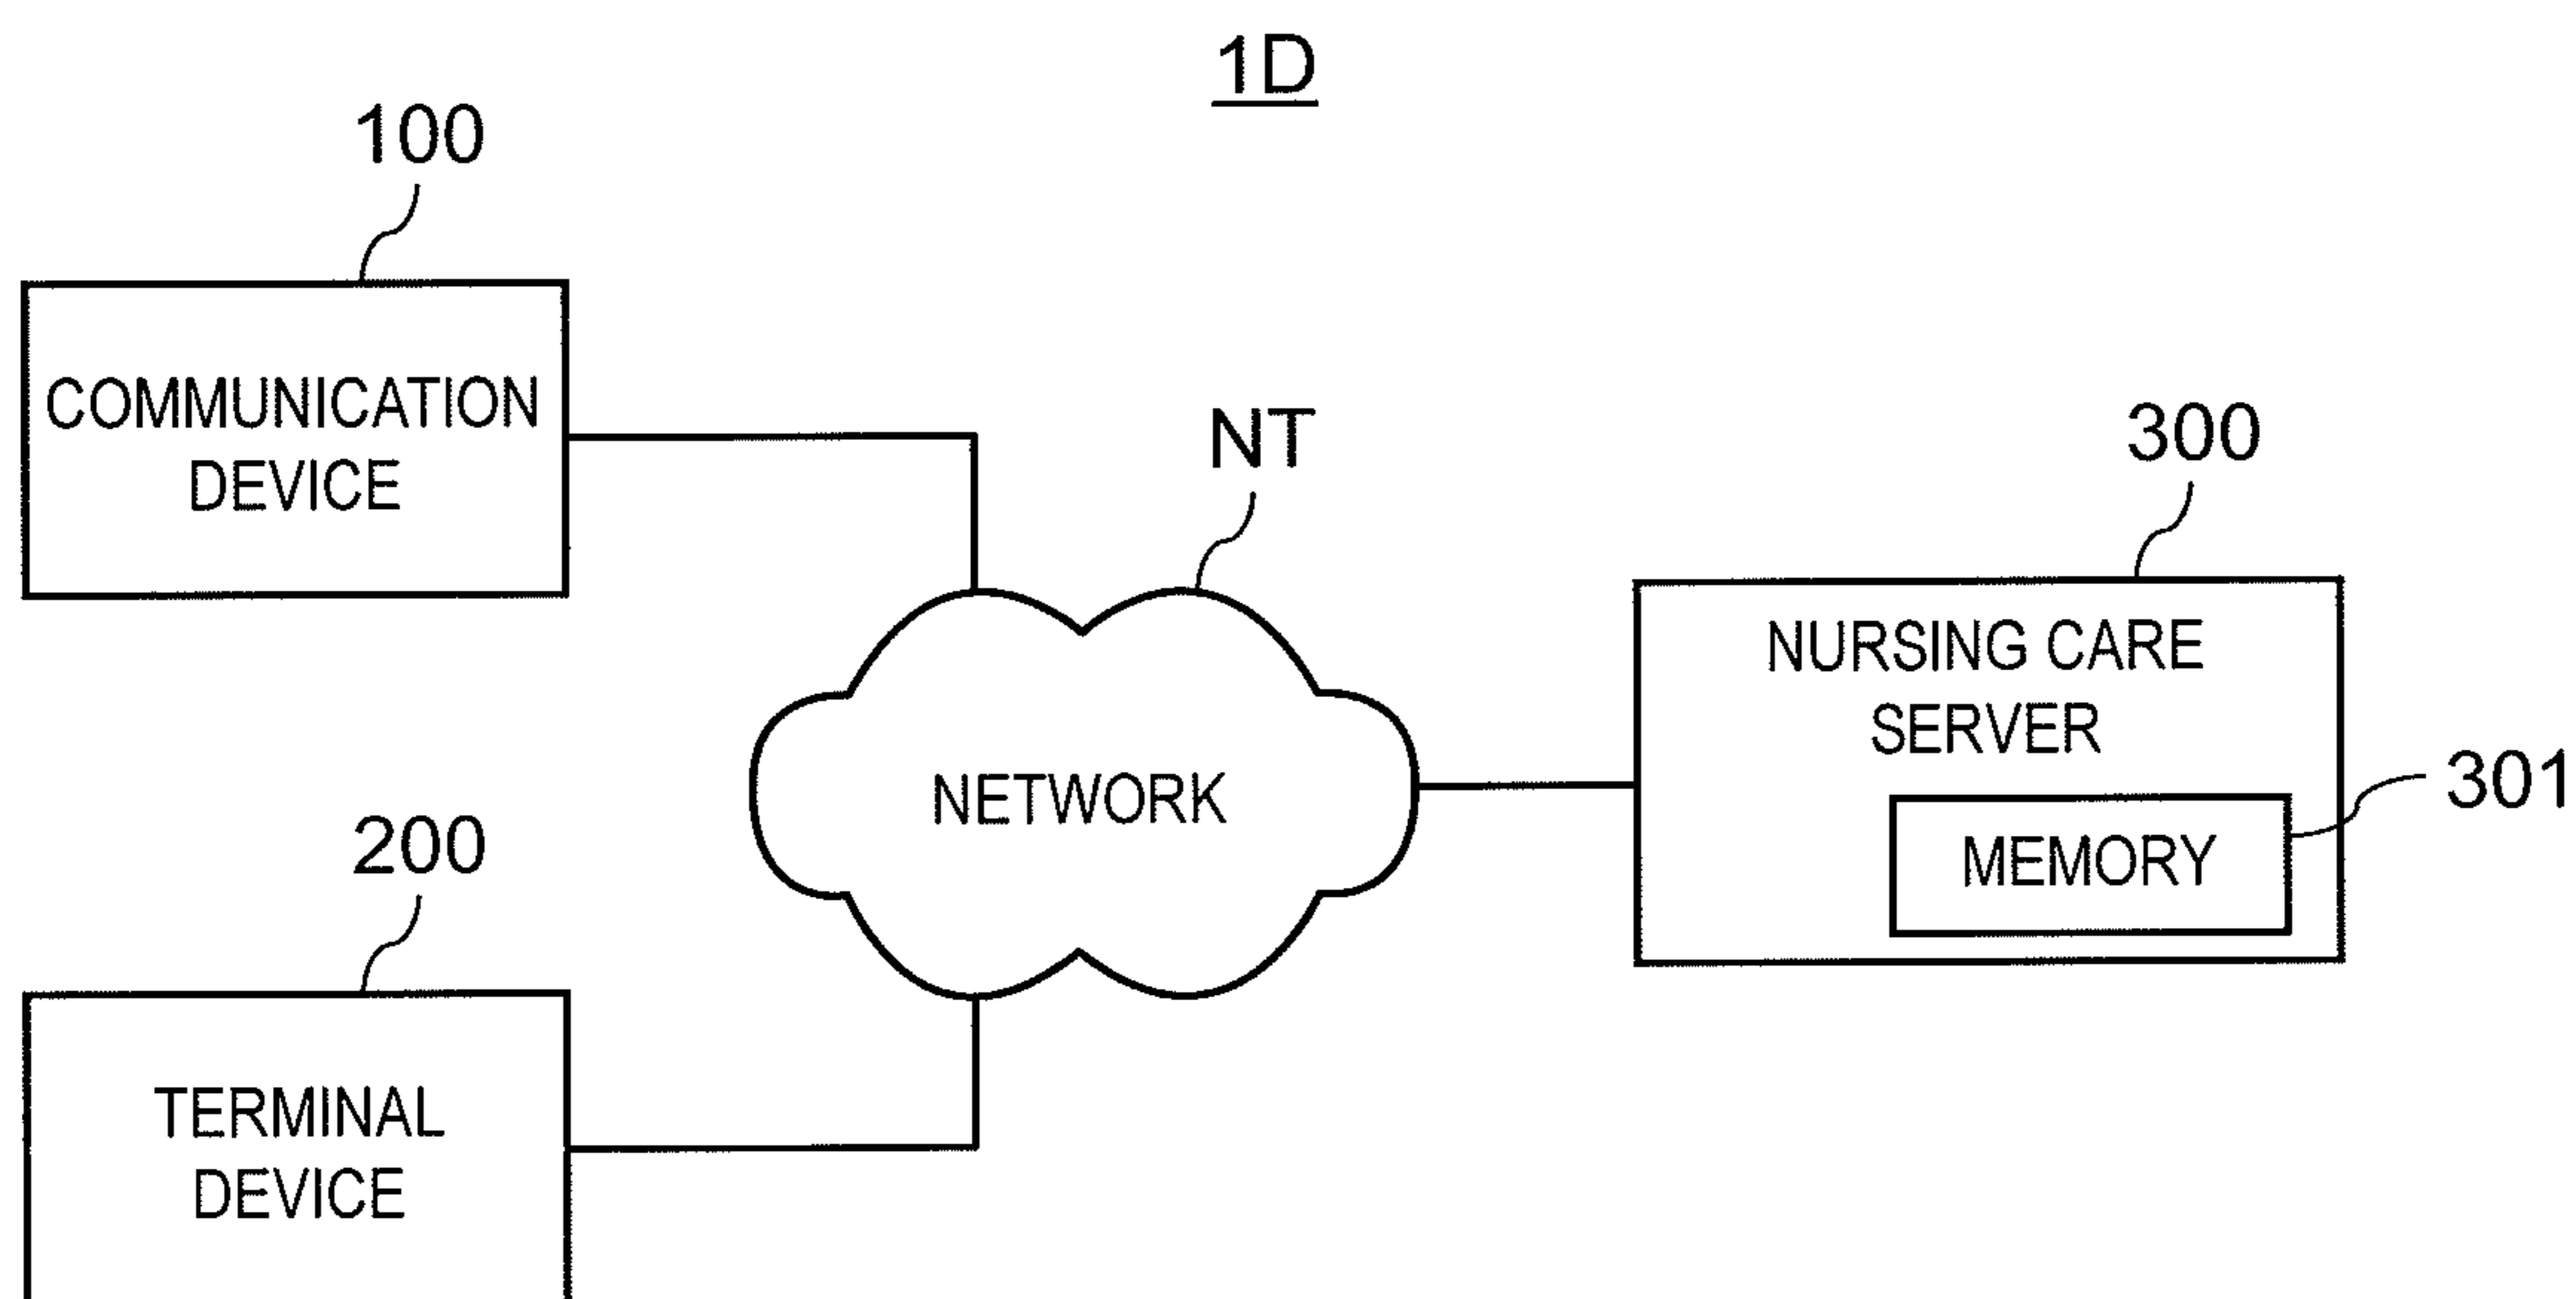 1D
100
COMMUNICATION
DEVICE
NT
300
NURSING CARE
SERVER
301
MEMORY
NETWORK
200
TERMINAL
DEVICE